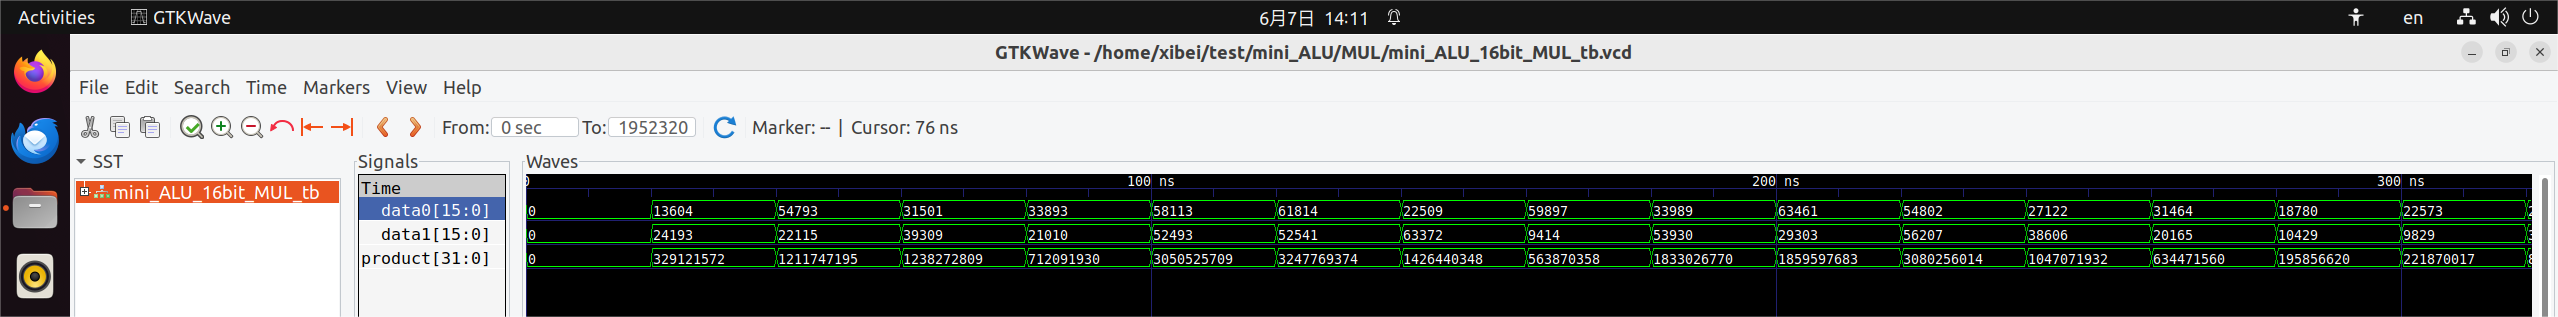 Activities GTKWave 6月7日 14:11 en
GTKWave - /home/xibei/test/mini_ALU/MUL/mini_ALU_16bit_MUL_tb.vcd
File Edit Search Time Markers View Help
From: 0 sec To: 1952320 Marker: -- | Cursor: 76 ns
SST
mini_ALU_16bit_MUL_tb
Signals
Time
data0[15:0]
data1[15:0]
product[31:0]
Waves
0 100 ns 200 ns 300 ns
0 13604 54793 31501 33893 58113 61814 22509 59897 33989 63461 54802 27122 31464 18780 22573
0 24193 22115 39309 21010 52493 52541 63372 9414 53930 29303 56207 38606 20165 10429 9829
0 329121572 1211747195 1238272809 712091930 3050525709 3247769374 1426440348 563870358 1833026770 1859597683 3080256014 1047071932 634471560 195856620 221870017